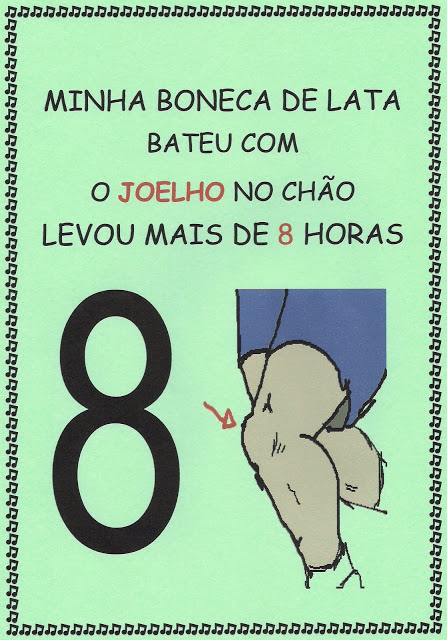 MINHA BONECA DE LATA
BATEU COM
O JOELHO NO CHÃO
LEVOU MAIS DE 8 HORAS
8